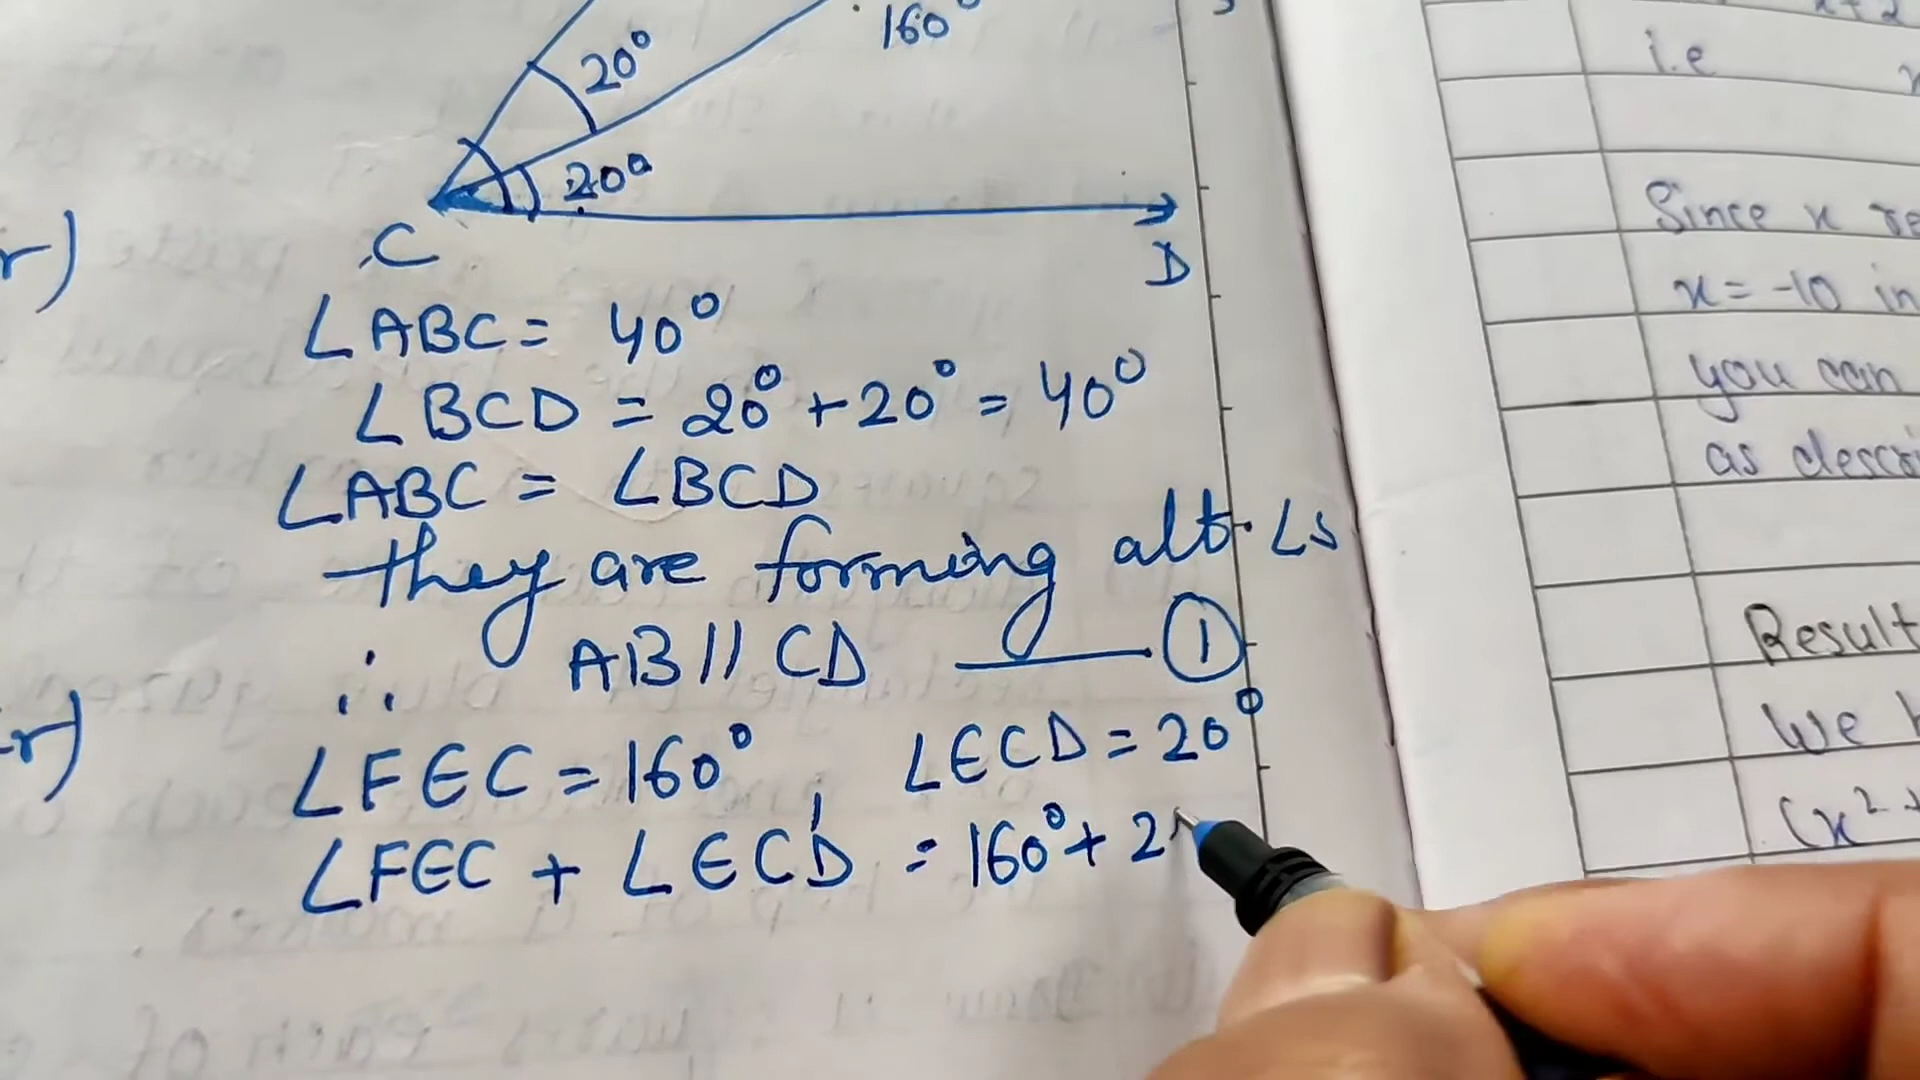 160°
20°
20°
C
D
∠ABC = 40°
∠BCD = 20° + 20° = 40°
∠ABC = ∠BCD
they are forming alt. ∠s
∴ AB || CD ——— ①
∠FEC = 160°, ∠ECD = 20°
∠FEC + ∠ECD = 160° + 2
i.e
Since x
x = -10 in
you can
as
Result
We
(x² +